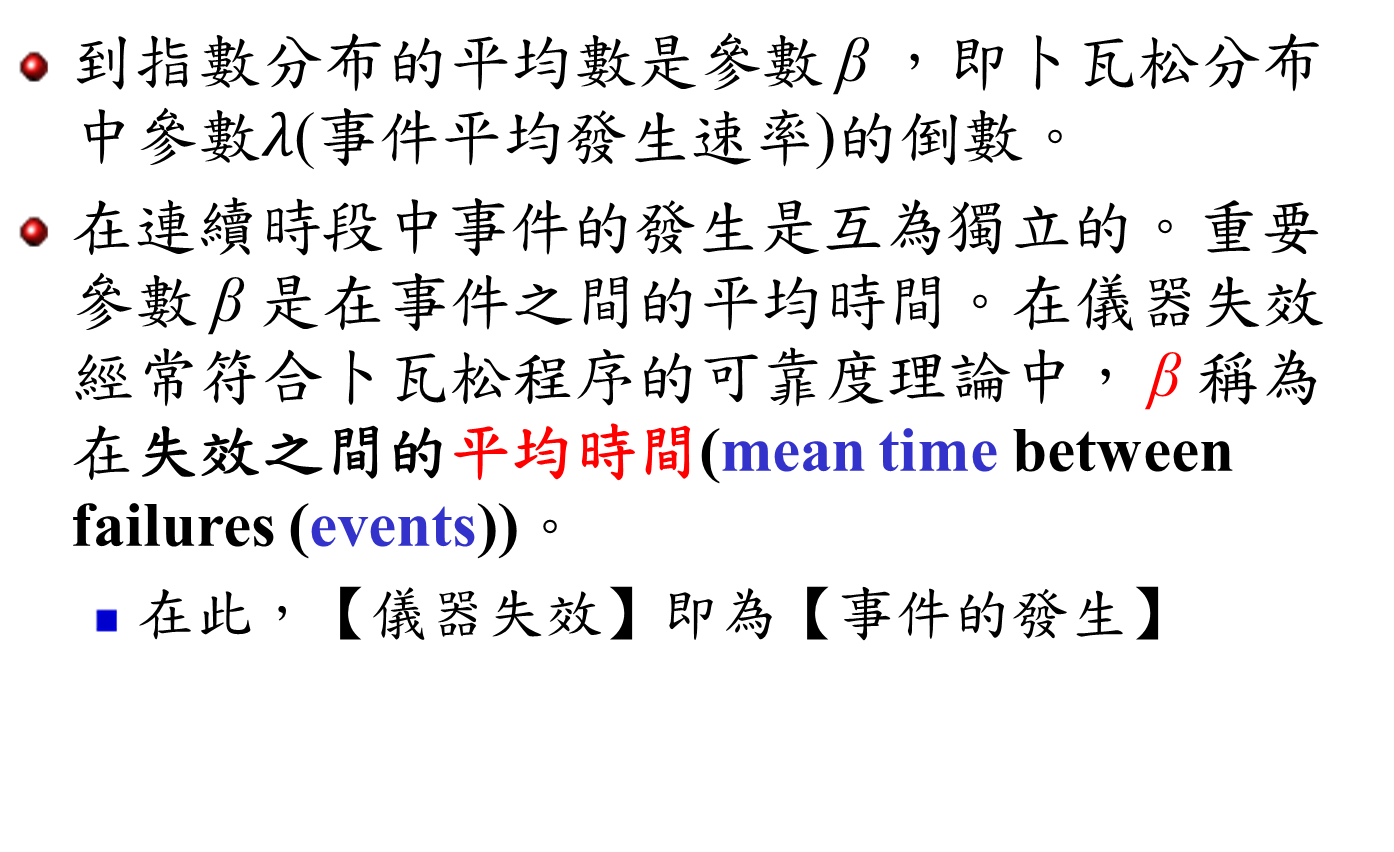 到指數分布的平均數是參數β，即卜瓦松分布
中參數λ(事件平均發生速率)的倒數。
在連續時段中事件的發生是互為獨立的。重要
參數β是在事件之間的平均時間。在儀器失效
經常符合卜瓦松程序的可靠度理論中，β稱為
在失效之間的平均時間(mean time between
failures (events))。
在此，【儀器失效】即為【事件的發生】